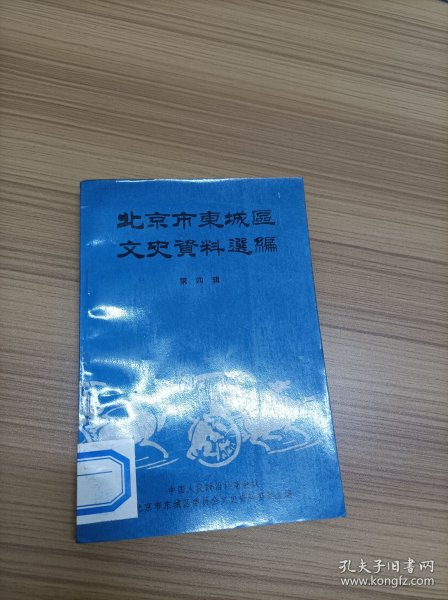 北京市東城區
文史資料選編
第四辑
中国人民政治协商会议
北京市东城区委员会文史资料委员会编
孔夫子旧书网
www.kongfz.com